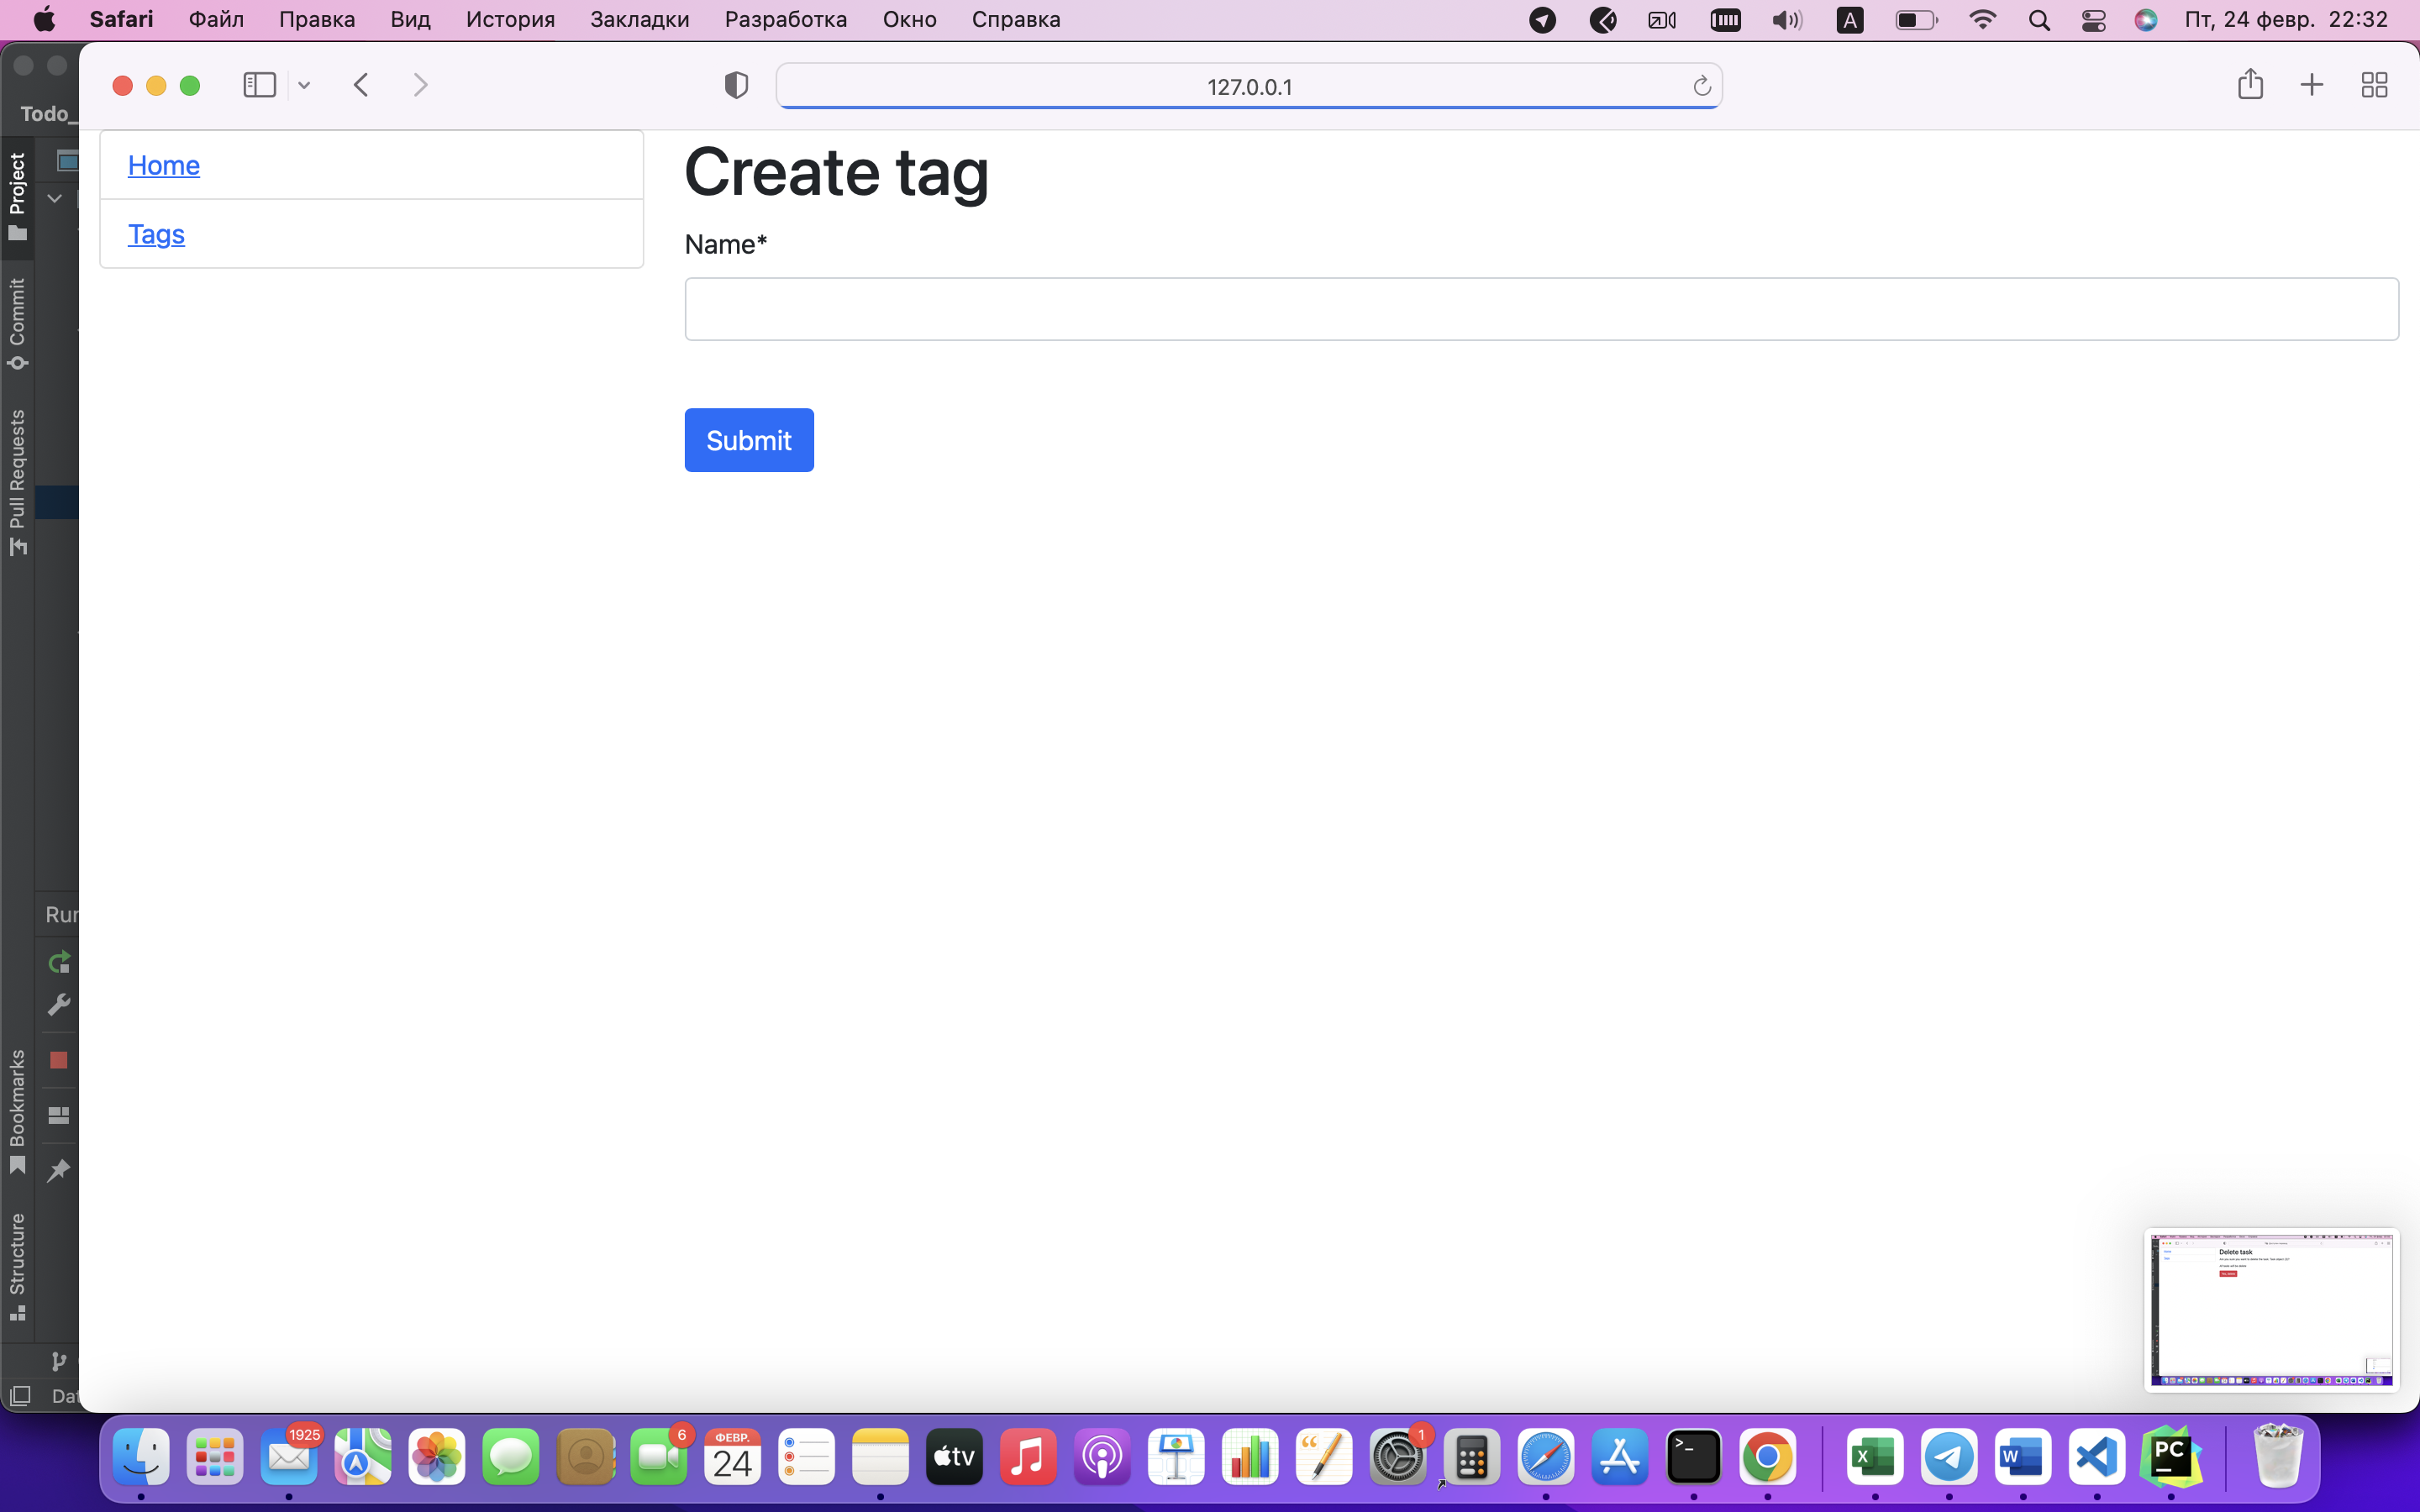 Safari Файл Правка Вид История Закладки Разработка Окно Справка A Пт, 24 февр. 22:32
127.0.0.1
Todo_
Project
Commit
Pull Requests
Home
Tags
Create tag
Name*
Submit
Run
Bookmarks
Structure
Dat
Delete task
1925
6
ФЕВР.
24
tv
1
>_
X
W
PC